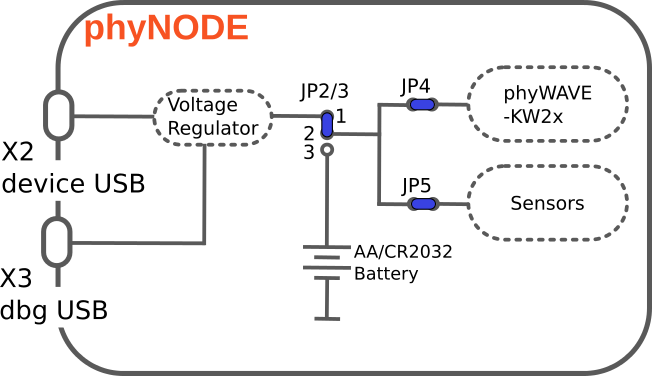 phyNODE
JP2/3
JP4
Voltage
Regulator
1
2
3
phyWAVE
-KW2x
X2
device USB
JP5
Sensors
X3
dbg USB
AA/CR2032
Battery